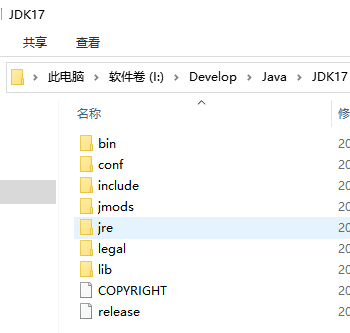 JDK17
共享
查看
此电脑 > 软件卷 (I:) > Develop > Java > JDK17
名称
修
bin
20
conf
20
include
20
jmods
20
jre
20
legal
20
lib
20
COPYRIGHT
20
release
20